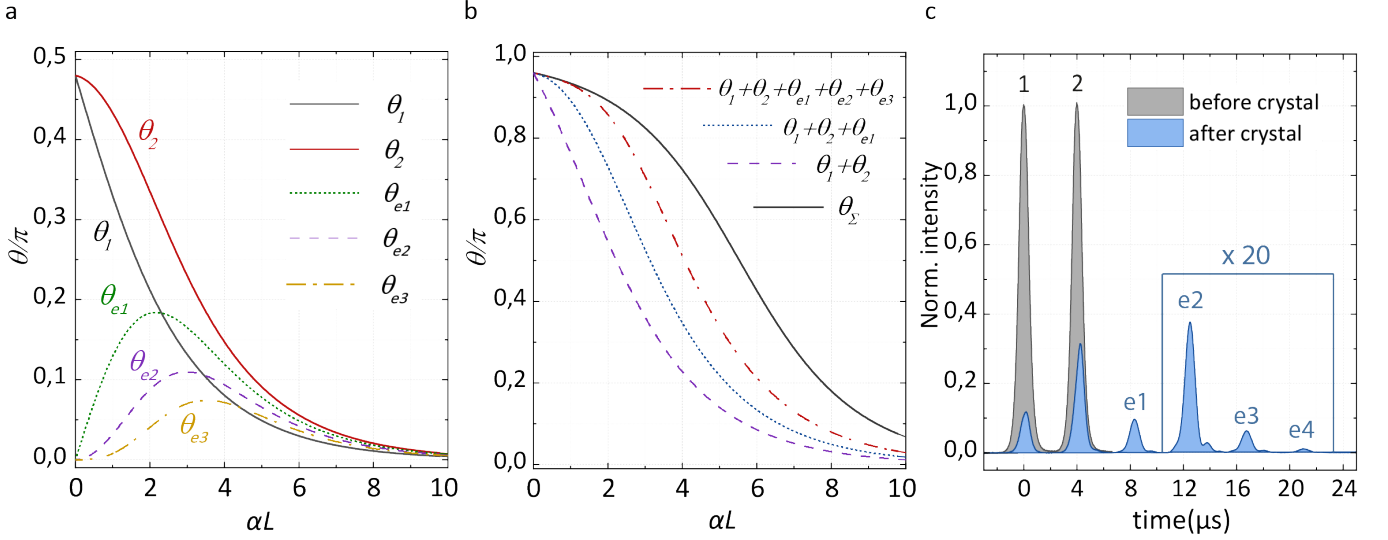 a
0,5
0,4
0,3
0,2
0,1
0,0
θ/π
0
2
4
6
8
10
αL
θ2
θ1
θe1
θe2
θe3
θ1
θ2
θe1
θe2
θe3
b
1,0
0,8
0,6
0,4
0,2
0,0
θ/π
0
2
4
6
8
10
αL
θ1+θ2+θe1+θe2+θe3
θ1+θ2+θe1
θ1+θ2
θΣ
c
1,0
0,8
0,6
0,4
0,2
0,0
Norm. intensity
0
4
8
12
16
20
24
time(μs)
1
2
before crystal
after crystal
x 20
e1
e2
e3
e4